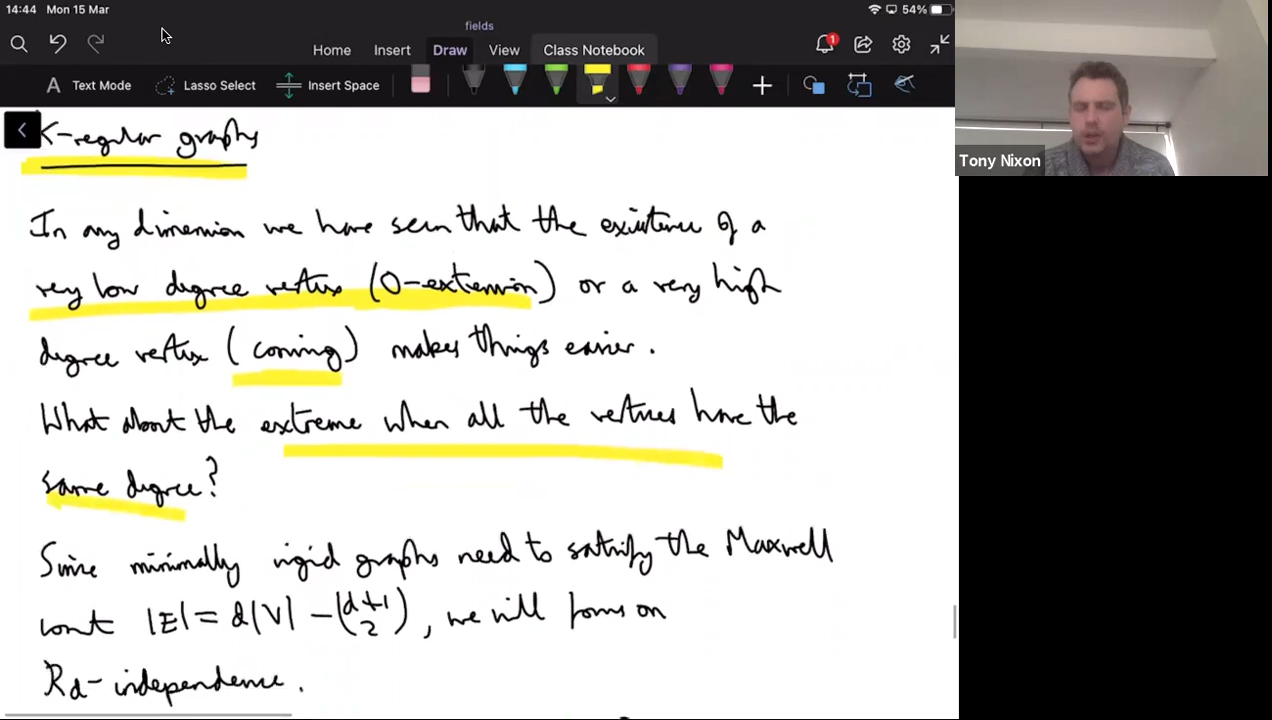 14:44 Mon 15 Mar
54%
fields
Home Insert Draw View Class Notebook
1
A Text Mode Lasso Select Insert Space
K-regular graphs
In any dimension we have seen that the existence of a
very low degree vertex (0-extension) or a very high
degree vertex (coning) makes things easier.
What about the extreme when all the vertices have the
same degree?
Since minimally rigid graphs need to satisfy the Maxwell
count |E| = d|V| - (d+1 2), we will focus on
Rd-independence.
Tony Nixon